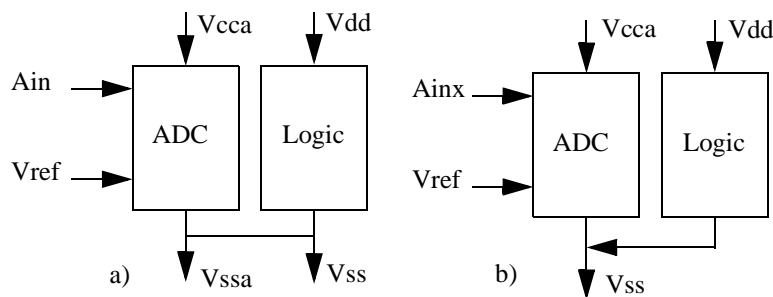 Vcca
Vdd
Ain
ADC
Logic
Vref
a)
Vssa
Vss
Vcca
Vdd
Ainx
ADC
Logic
Vref
b)
Vss